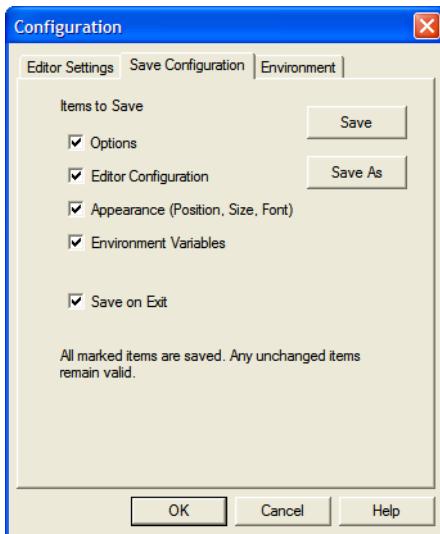 Configuration
Editor Settings
Save Configuration
Environment
Items to Save
Save
Options
Editor Configuration
Save As
Appearance (Position, Size, Font)
Environment Variables
Save on Exit
All marked items are saved. Any unchanged items
remain valid.
OK
Cancel
Help